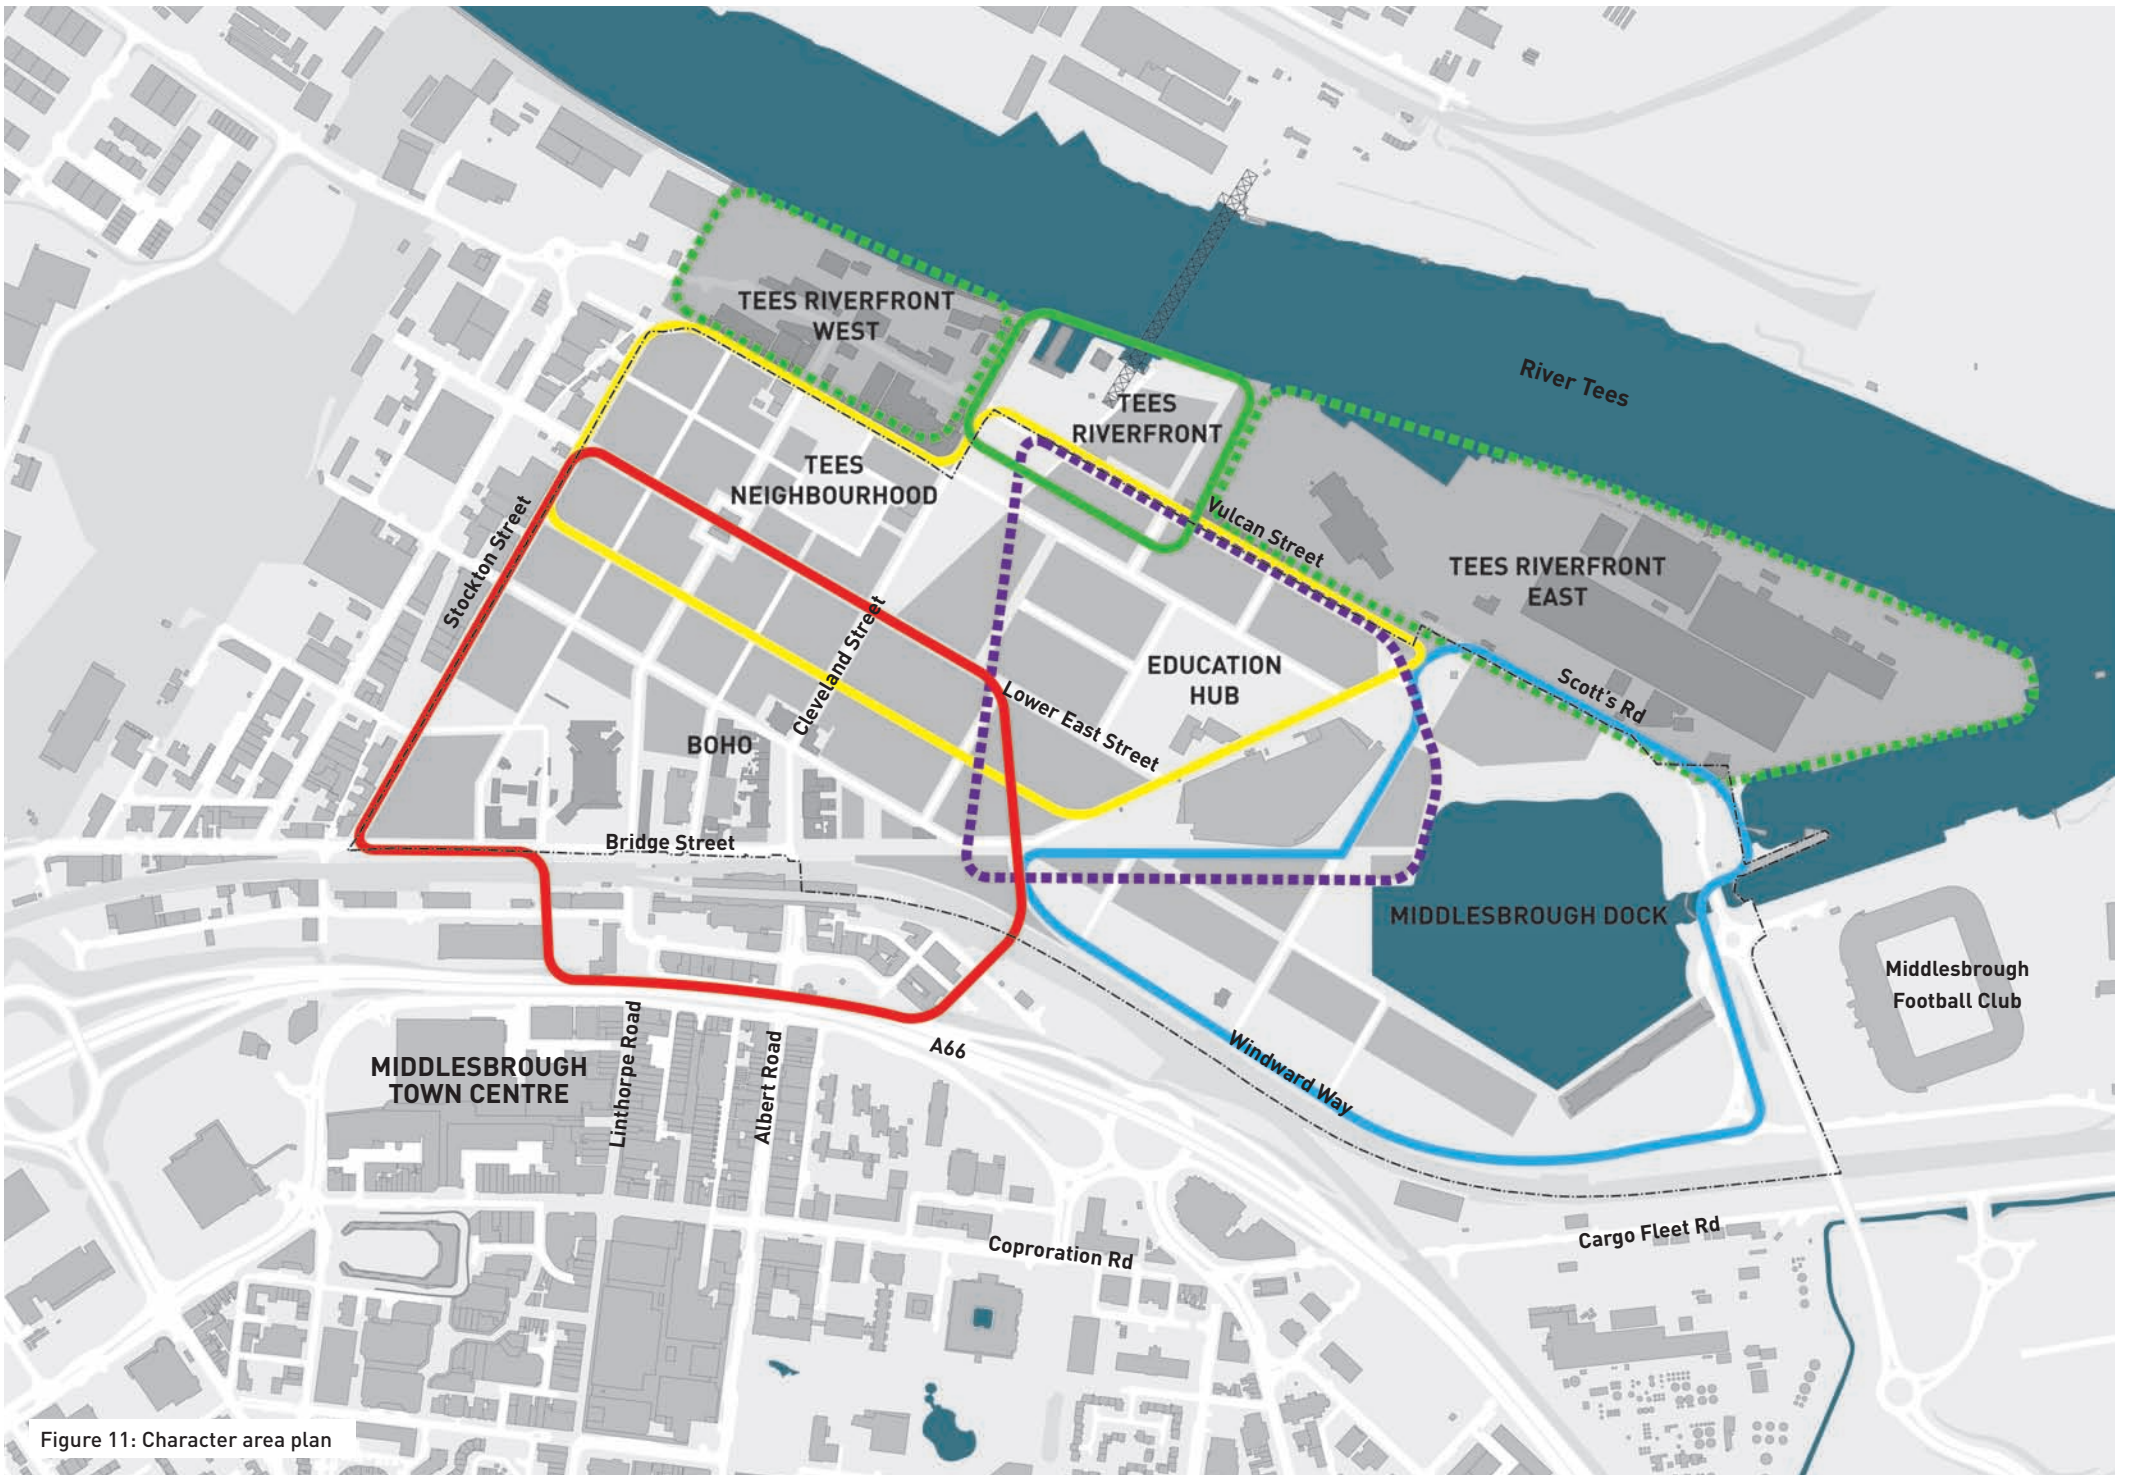 TEES RIVERFRONT
WEST
River Tees
TEES
RIVERFRONT
TEES
NEIGHBOURHOOD
Vulcan Street
Stockton Street
TEES RIVERFRONT
EAST
Cleveland Street
EDUCATION
HUB
Scott's Rd
Lower East Street
BOHO
Bridge Street
MIDDLESBROUGH DOCK
Middlesbrough
Football Club
Windward Way
A66
MIDDLESBROUGH
TOWN CENTRE
Linthorpe Road
Albert Road
Coproration Rd
Cargo Fleet Rd
Figure 11: Character area plan